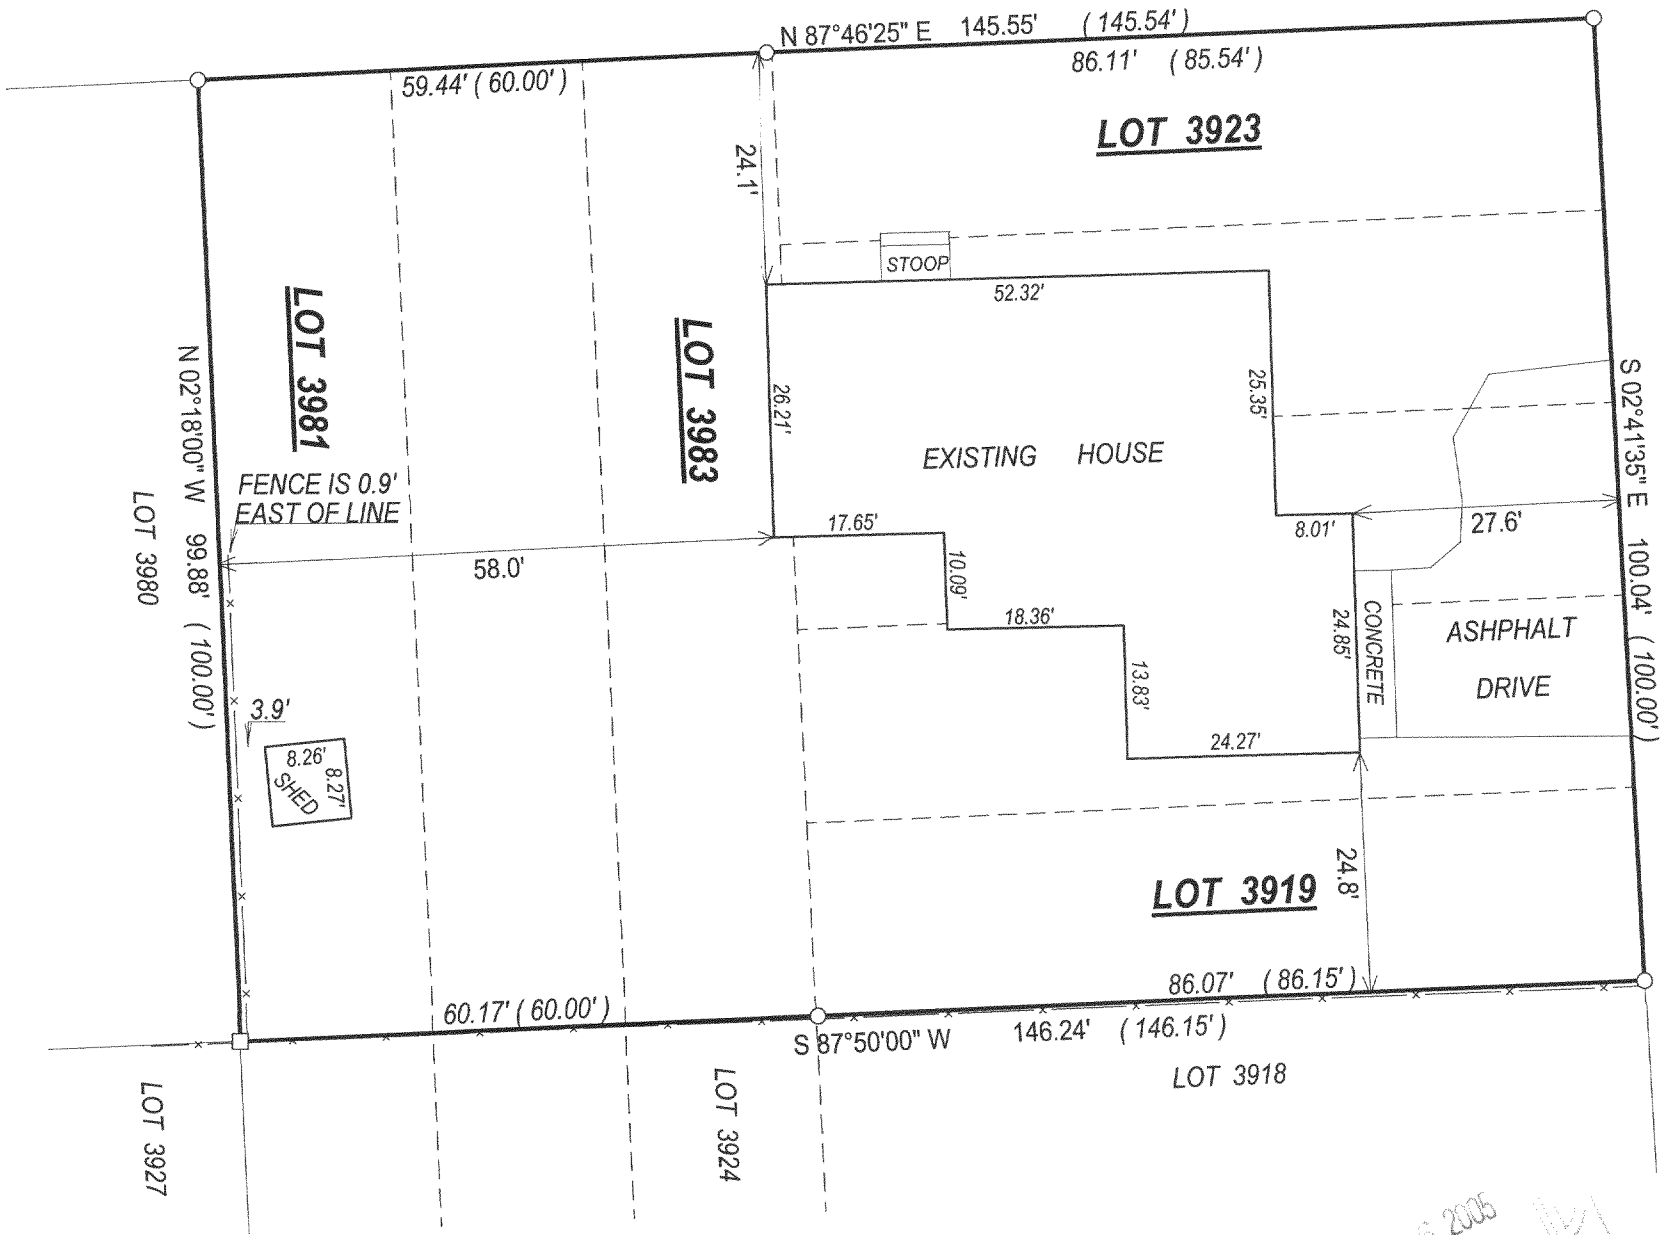 N 87°46'25" E 145.55' ( 145.54' )
59.44' ( 60.00' )
86.11' ( 85.54' )
LOT 3923
24.1'
STOOP
52.32'
LOT 3981
LOT 3983
N 02°18'00" W 99.88' ( 100.00' )
26.21'
25.35'
S 02°41'35" E 100.04' ( 100.00' )
EXISTING HOUSE
FENCE IS 0.9'
EAST OF LINE
LOT 3980
58.0'
17.65'
10.09'
18.36'
8.01'
27.6'
24.85'
CONCRETE
ASHPHALT
DRIVE
13.83'
24.27'
3.9'
8.26'
8.27'
SHED
24.8'
LOT 3919
60.17' ( 60.00' )
86.07' ( 86.15' )
S 87°50'00" W 146.24' ( 146.15' )
LOT 3918
LOT 3927
LOT 3924
2005